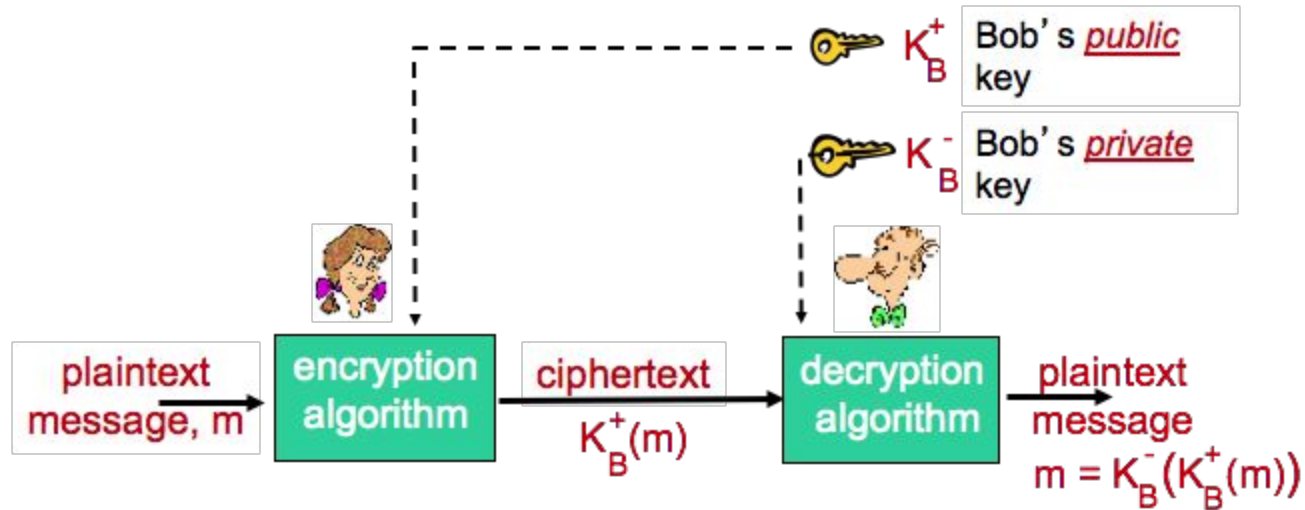 K_B^+ Bob's public
key
K_B^- Bob's private
key
plaintext
message, m
encryption
algorithm
ciphertext
K_B^+(m)
decryption
algorithm
plaintext
message
m = K_B^-(K_B^+(m))